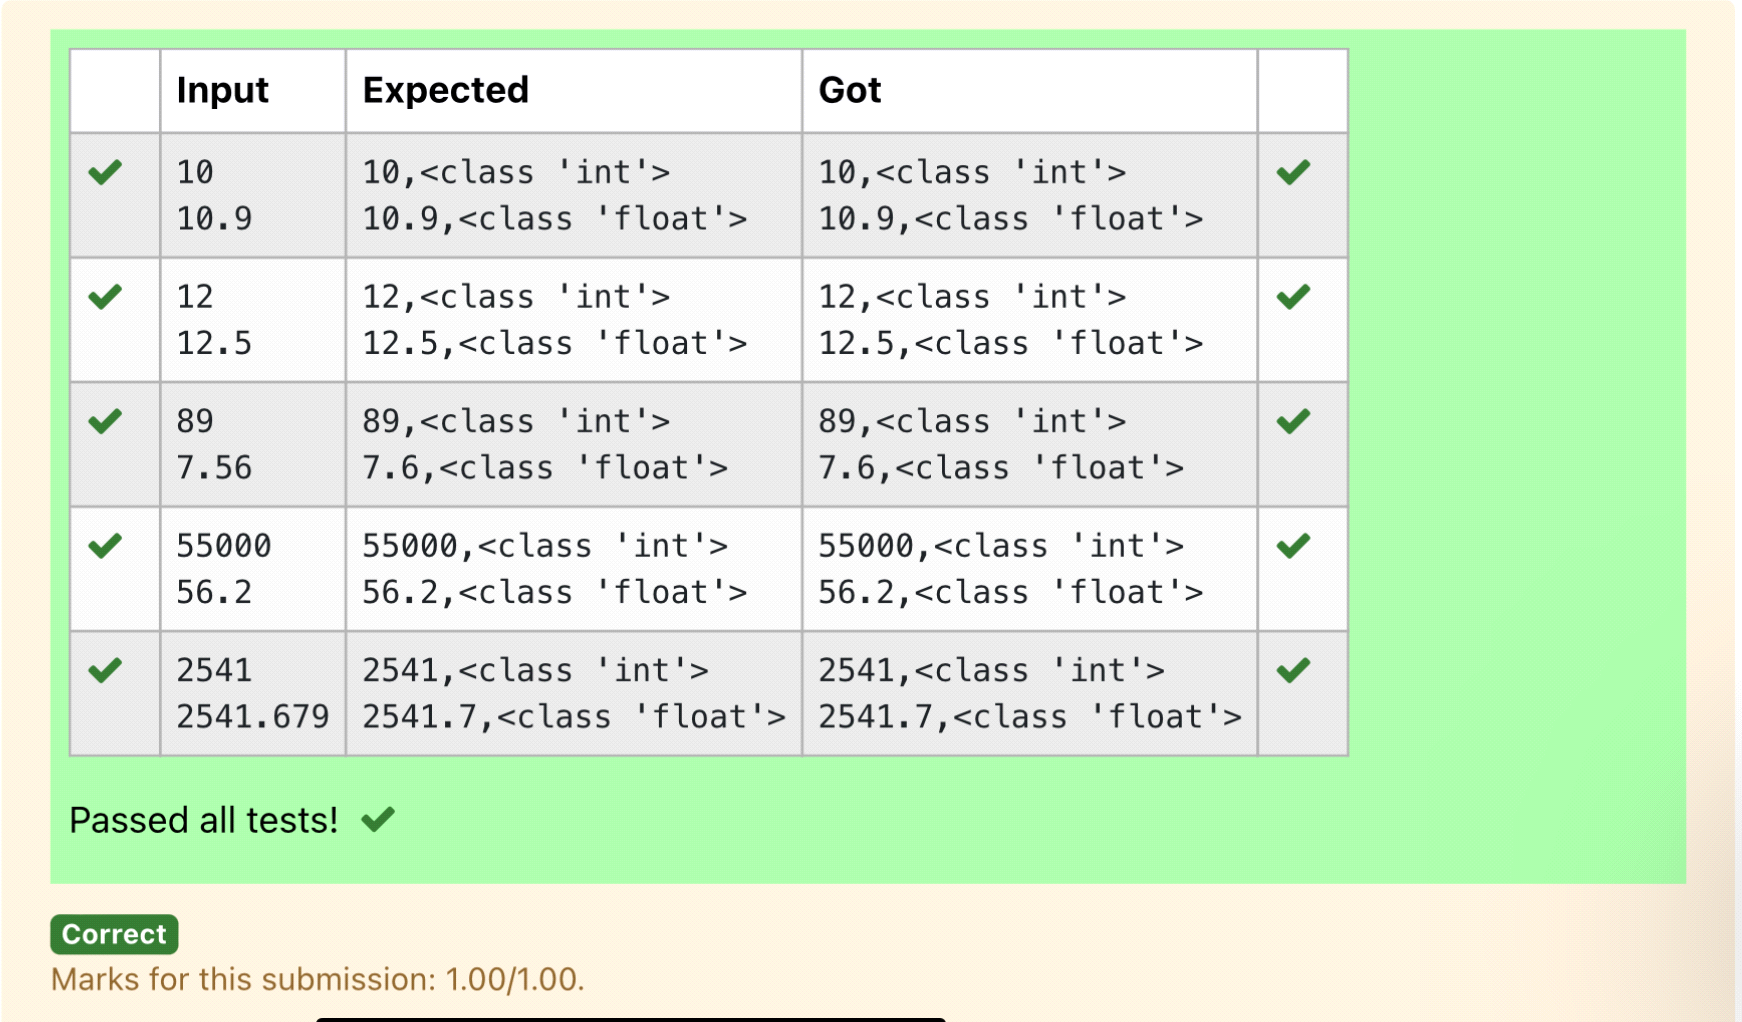 Input Expected Got
10 10,<class 'int'> 10,<class 'int'>
10.9 10.9,<class 'float'> 10.9,<class 'float'>
12 12,<class 'int'> 12,<class 'int'>
12.5 12.5,<class 'float'> 12.5,<class 'float'>
89 89,<class 'int'> 89,<class 'int'>
7.56 7.6,<class 'float'> 7.6,<class 'float'>
55000 55000,<class 'int'> 55000,<class 'int'>
56.2 56.2,<class 'float'> 56.2,<class 'float'>
2541 2541,<class 'int'> 2541,<class 'int'>
2541.679 2541.7,<class 'float'> 2541.7,<class 'float'>
Passed all tests!
Correct
Marks for this submission: 1.00/1.00.